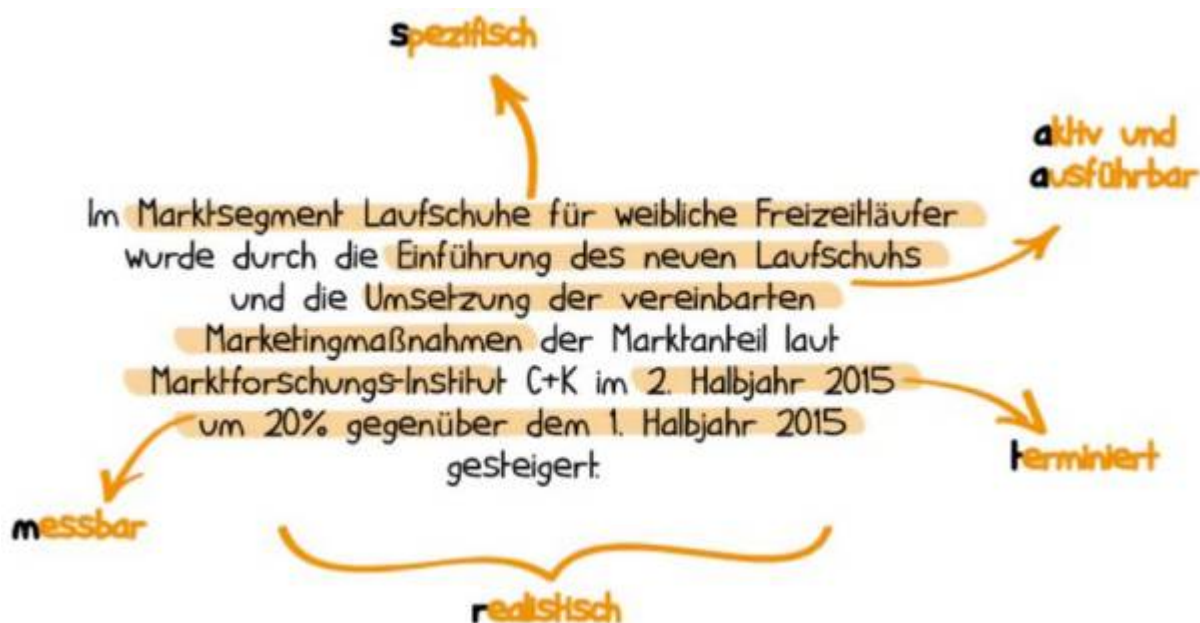 spezifisch
aktiv und
ausführbar
Im Marktsegment Laufschuhe für weibliche Freizeitläufer
wurde durch die Einführung des neuen Laufschuhs
und die Umsetzung der vereinbarten
Marketingmaßnahmen der Marktanteil laut
Marktforschungs-Institut C+K im 2. Halbjahr 2015
um 20% gegenüber dem 1. Halbjahr 2015
gesteigert.
terminiert
messbar
realistisch